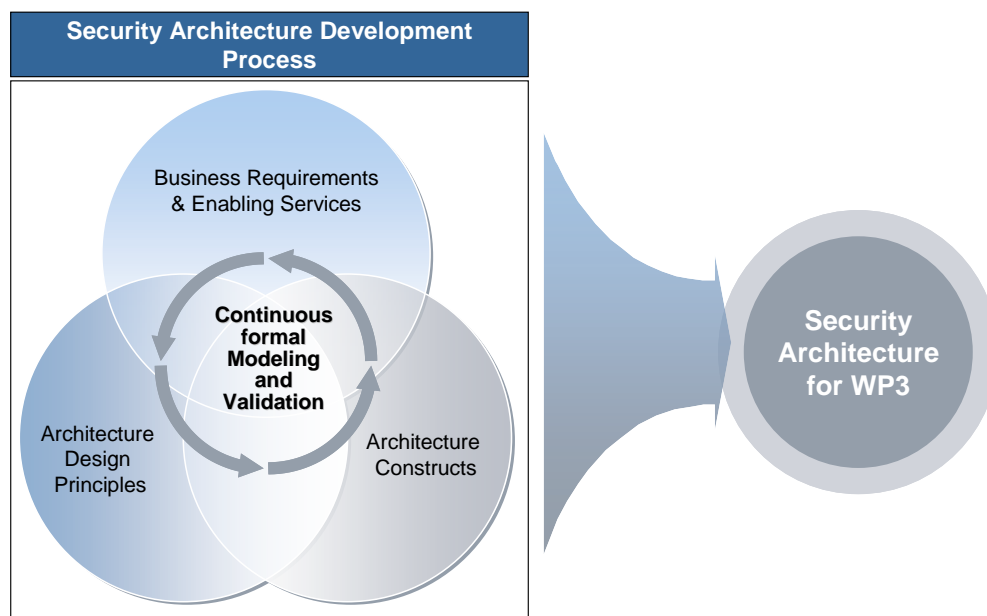 Security Architecture Development
Process
Business Requirements
& Enabling Services
Continuous
formal
Modeling
and
Validation
Architecture
Design
Principles
Architecture
Constructs
Security
Architecture
for WP3